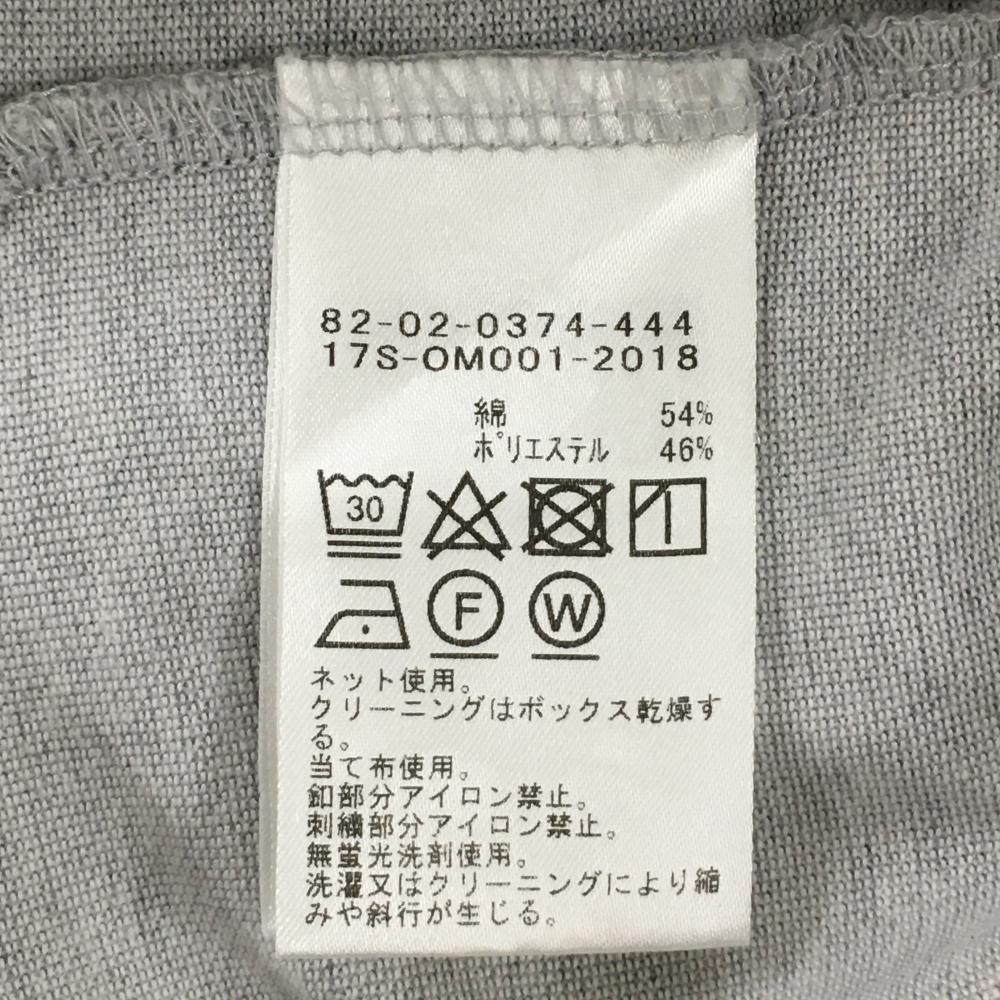 82-02-0374-444
17S-OM001-2018
綿 54%
ポリエステル 46%
30
F W
ネット使用。
クリーニングはボックス乾燥す
る。
当て布使用。
釦部分アイロン禁止。
刺繍部分アイロン禁止。
無蛍光洗剤使用。
洗濯又はクリーニングにより縮
みや斜行が生じる。